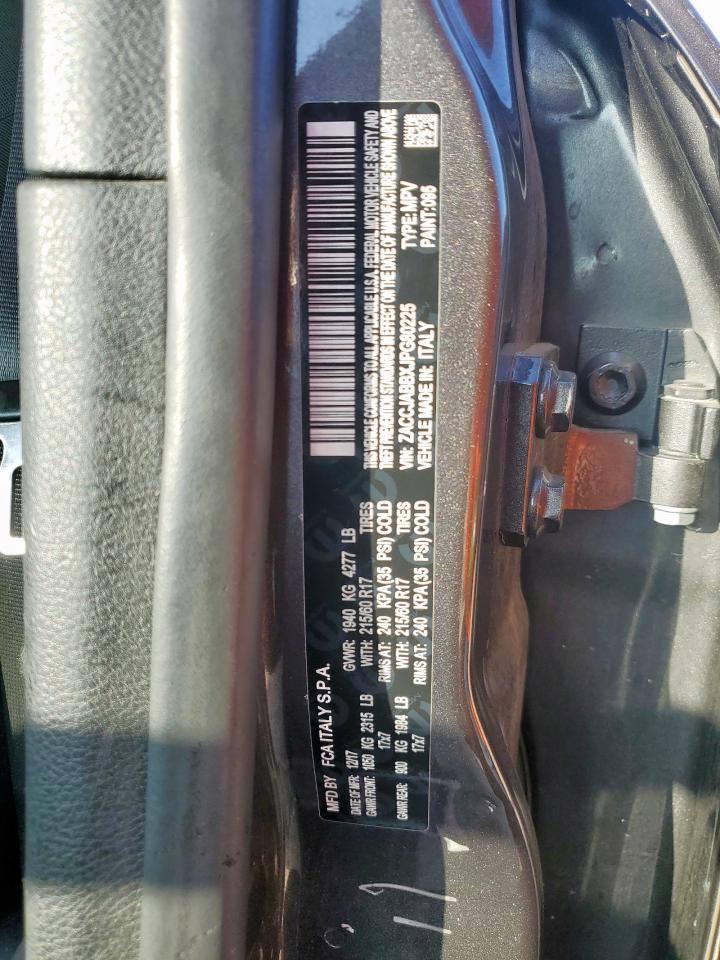 MFD BY FCA ITALY S.P.A.
DATE OF MFR: 12/17 GVWR: 1940 KG 4277 LB
GAWR FRONT: 1050 KG 2315 LB WITH: 215/60 R17 TIRES
17x7 RIMS AT: 240 KPA(35 PSI) COLD
GAWR REAR: 900 KG 1984 LB WITH: 215/60 R17 TIRES
17x7 RIMS AT: 240 KPA(35 PSI) COLD
THIS VEHICLE CONFORMS TO ALL APPLICABLE U.S.A. FEDERAL MOTOR VEHICLE SAFETY AND
THEFT PREVENTION STANDARDS IN EFFECT ON THE DATE OF MANUFACTURE SHOWN ABOVE
VIN: ZACCJABBXJPG80225 TYPE: MPV
VEHICLE MADE IN: ITALY PAINT: 095